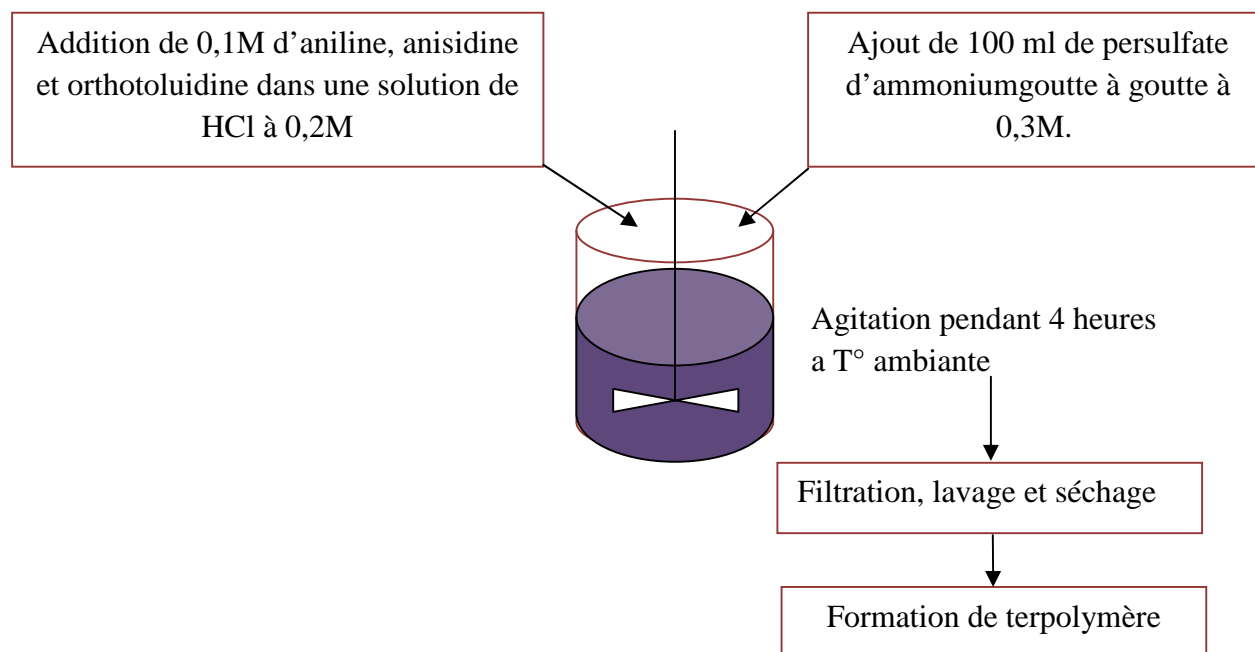 Addition de 0,1M d’aniline, anisidine
et orthotoluidine dans une solution de
HCl à 0,2M
Ajout de 100 ml de persulfate
d’ammoniumgoutte à goutte à
0,3M.
Agitation pendant 4 heures
a T° ambiante
Filtration, lavage et séchage
Formation de terpolymère